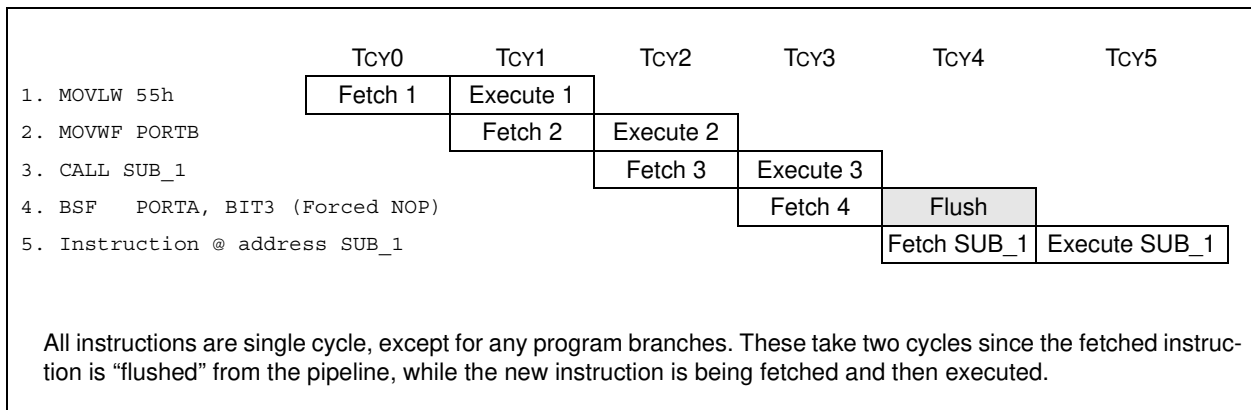 TCY0 TCY1 TCY2 TCY3 TCY4 TCY5
1. MOVLW 55h Fetch 1 Execute 1
2. MOVWF PORTB Fetch 2 Execute 2
3. CALL SUB_1 Fetch 3 Execute 3
4. BSF PORTA, BIT3 (Forced NOP) Fetch 4 Flush
5. Instruction @ address SUB_1 Fetch SUB_1 Execute SUB_1
All instructions are single cycle, except for any program branches. These take two cycles since the fetched instruc-
tion is “flushed” from the pipeline, while the new instruction is being fetched and then executed.